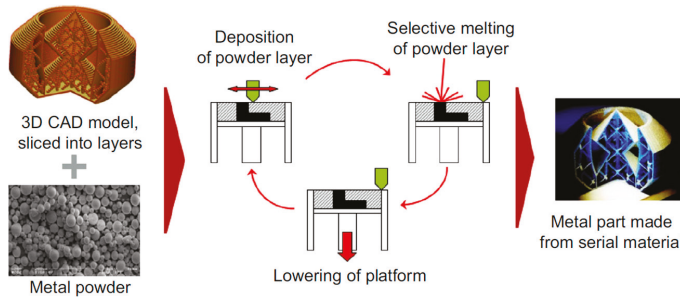 Deposition
of powder layer
Selective melting
of powder layer
3D CAD model,
sliced into layers
Metal powder
Lowering of platform
Metal part made
from serial materia